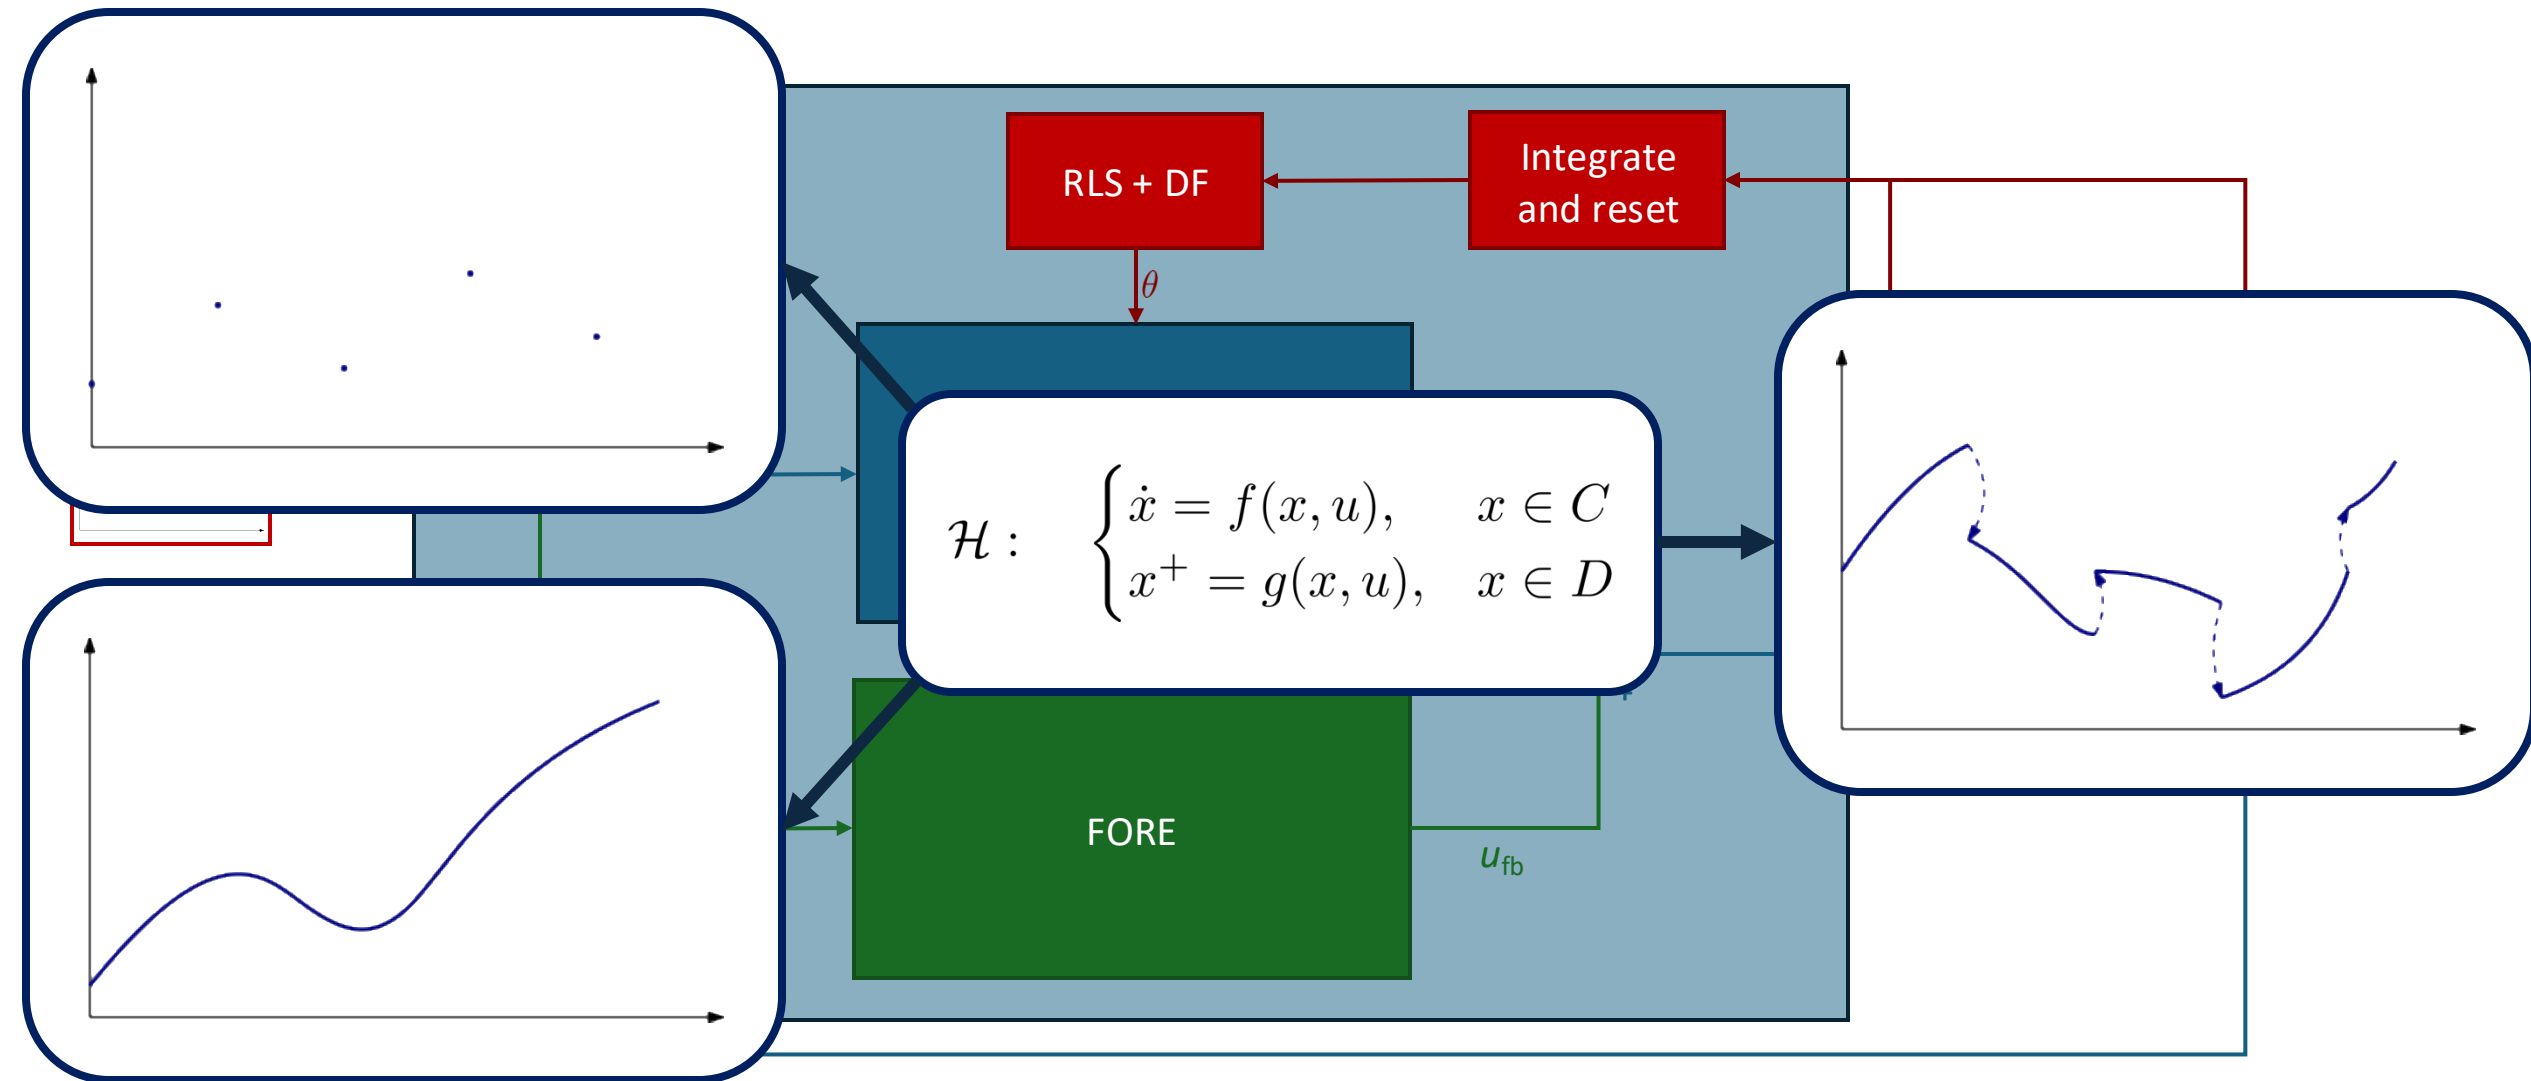 RLS + DF
Integrate
and reset
θ
ℋ : { ẋ = f(x, u), x ∈ C
x⁺ = g(x, u), x ∈ D
FORE
u_fb